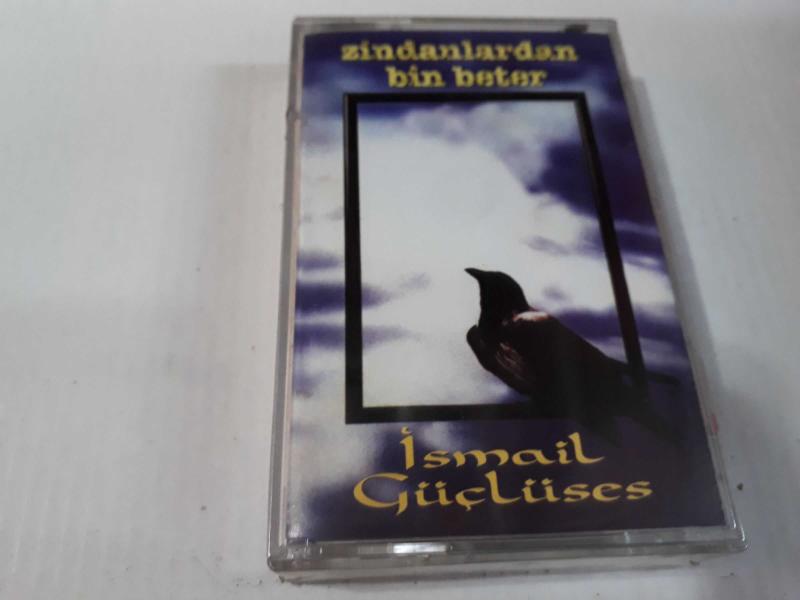 zindanlardan
bin beter
İsmail
Güçlüses